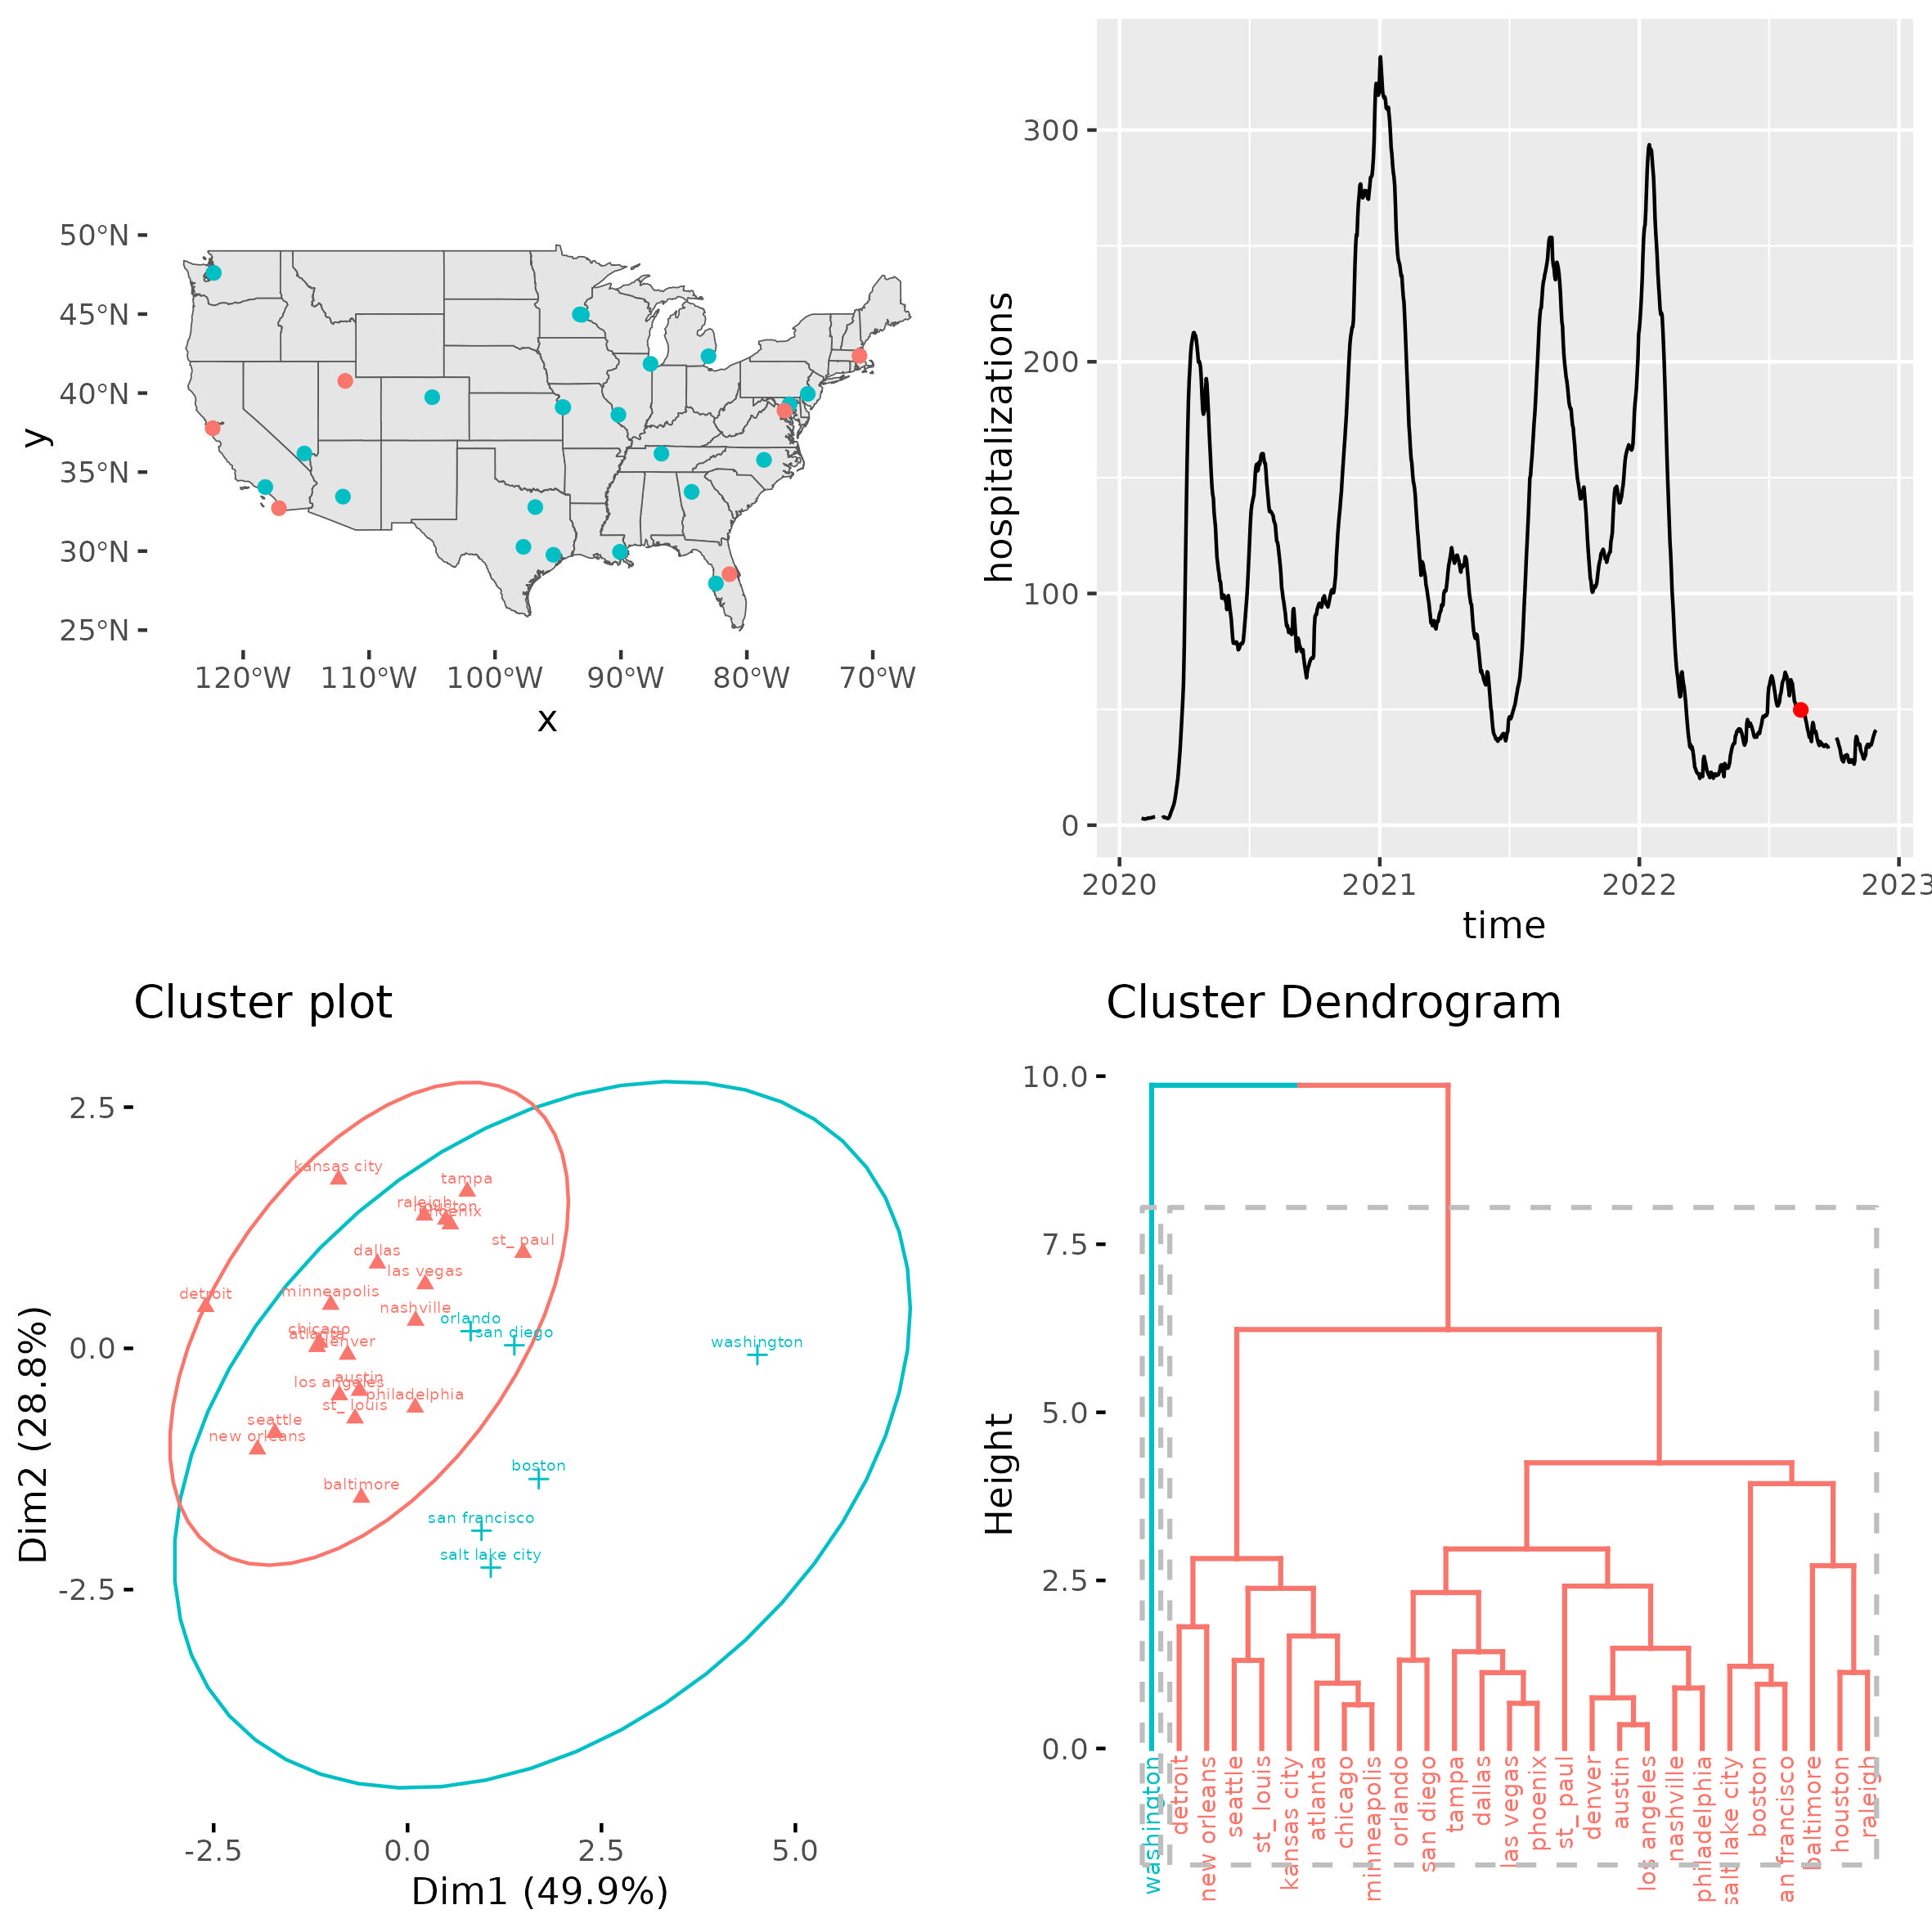 50°N
45°N
40°N
35°N
30°N
25°N
y
120°W 110°W 100°W 90°W 80°W 70°W
x
300
200
100
0
hospitalizations
2020 2021 2022 2023
time
Cluster plot
2.5
0.0
-2.5
Dim2 (28.8%)
kansas city
tampa
raleigh
st_ paul
dallas
las vegas
detroit
minneapolis
nashville
orlando
chicago
san diego
washington
denver
austin
los angeles
philadelphia
st_ louis
seattle
new orleans
boston
baltimore
san francisco
salt lake city
-2.5 0.0 2.5 5.0
Dim1 (49.9%)
Cluster Dendrogram
10.0
7.5
5.0
2.5
0.0
Height
washington
detroit
new orleans
seattle
st_ louis
kansas city
atlanta
chicago
minneapolis
orlando
san diego
tampa
dallas
las vegas
phoenix
st_ paul
denver
austin
los angeles
nashville
philadelphia
salt lake city
boston
an francisco
baltimore
houston
raleigh